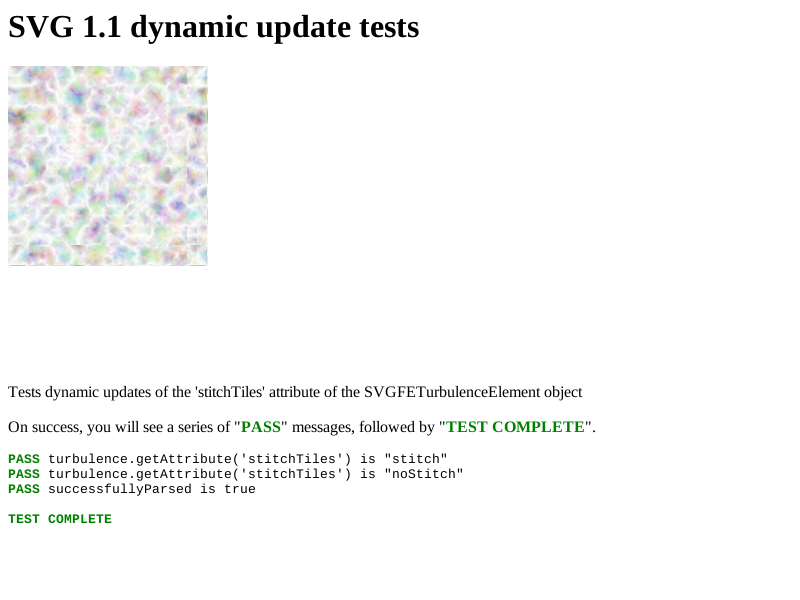 SVG 1.1 dynamic update tests
Tests dynamic updates of the 'stitchTiles' attribute of the SVGFETurbulenceElement object
On success, you will see a series of "PASS" messages, followed by "TEST COMPLETE".
PASS turbulence.getAttribute('stitchTiles') is "stitch"
PASS turbulence.getAttribute('stitchTiles') is "noStitch"
PASS successfullyParsed is true
TEST COMPLETE